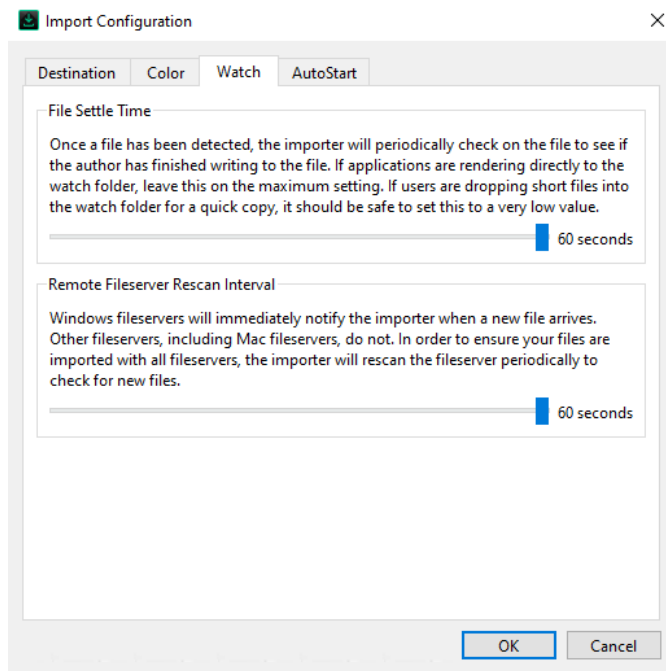 Import Configuration
Destination
Color
Watch
AutoStart
File Settle Time
Once a file has been detected, the importer will periodically check on the file to see if
the author has finished writing to the file. If applications are rendering directly to the
watch folder, leave this on the maximum setting. If users are dropping short files into
the watch folder for a quick copy, it should be safe to set this to a very low value.
60 seconds
Remote Fileserver Rescan Interval
Windows fileservers will immediately notify the importer when a new file arrives.
Other fileservers, including Mac fileservers, do not. In order to ensure your files are
imported with all fileservers, the importer will rescan the fileserver periodically to
check for new files.
60 seconds
OK
Cancel